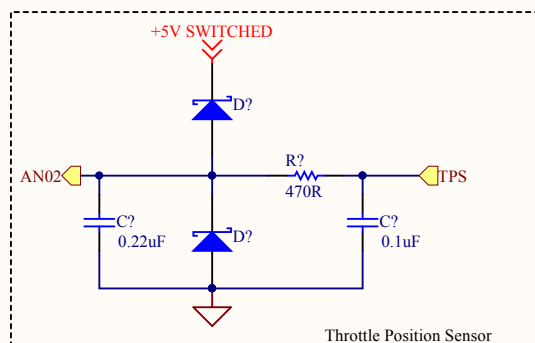 +5V SWITCHED
D?
AN02
R?
470R
TPS
C?
0.22uF
D?
C?
0.1uF
Throttle Position Sensor